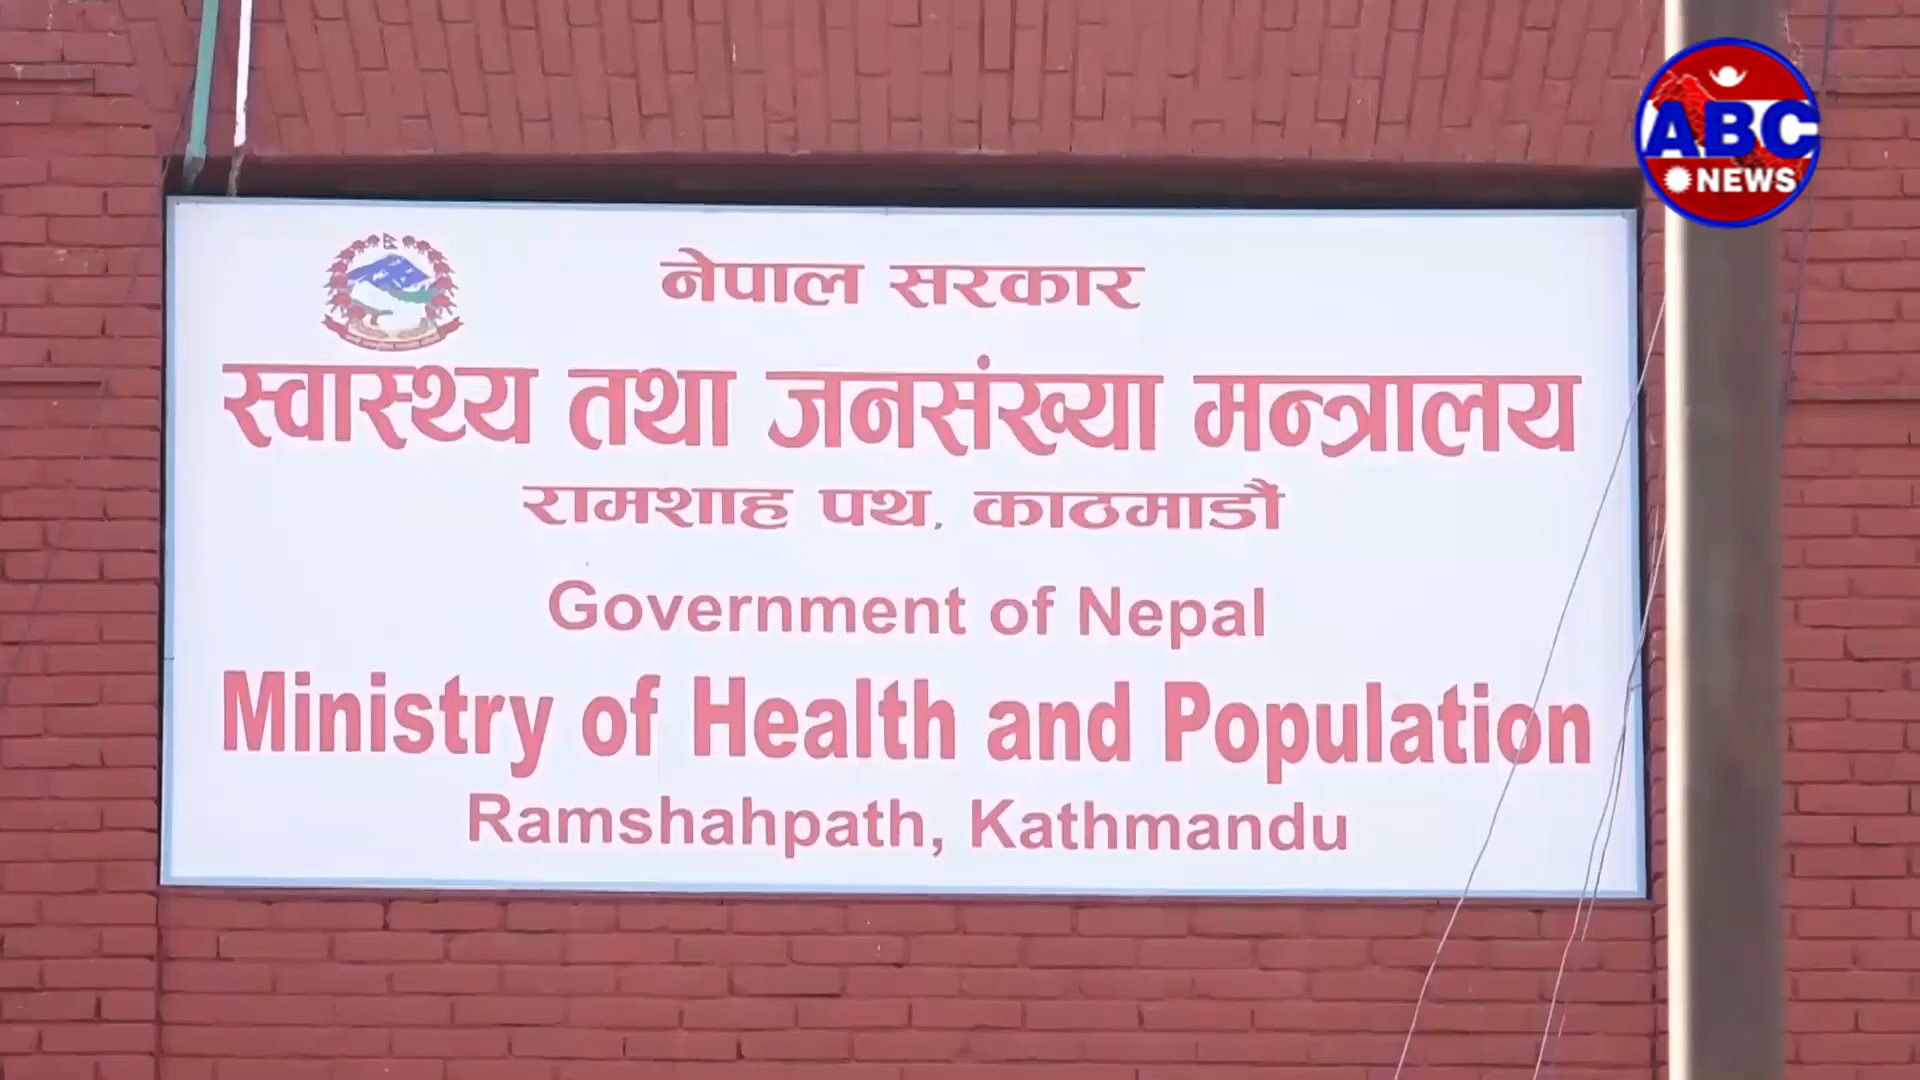 नेपाल सरकार
स्वास्थ्य तथा जनसंख्या मन्त्रालय
रामशाह पथ, काठमाडौं
Government of Nepal
Ministry of Health and Population
Ramshahpath, Kathmandu
ABC
NEWS